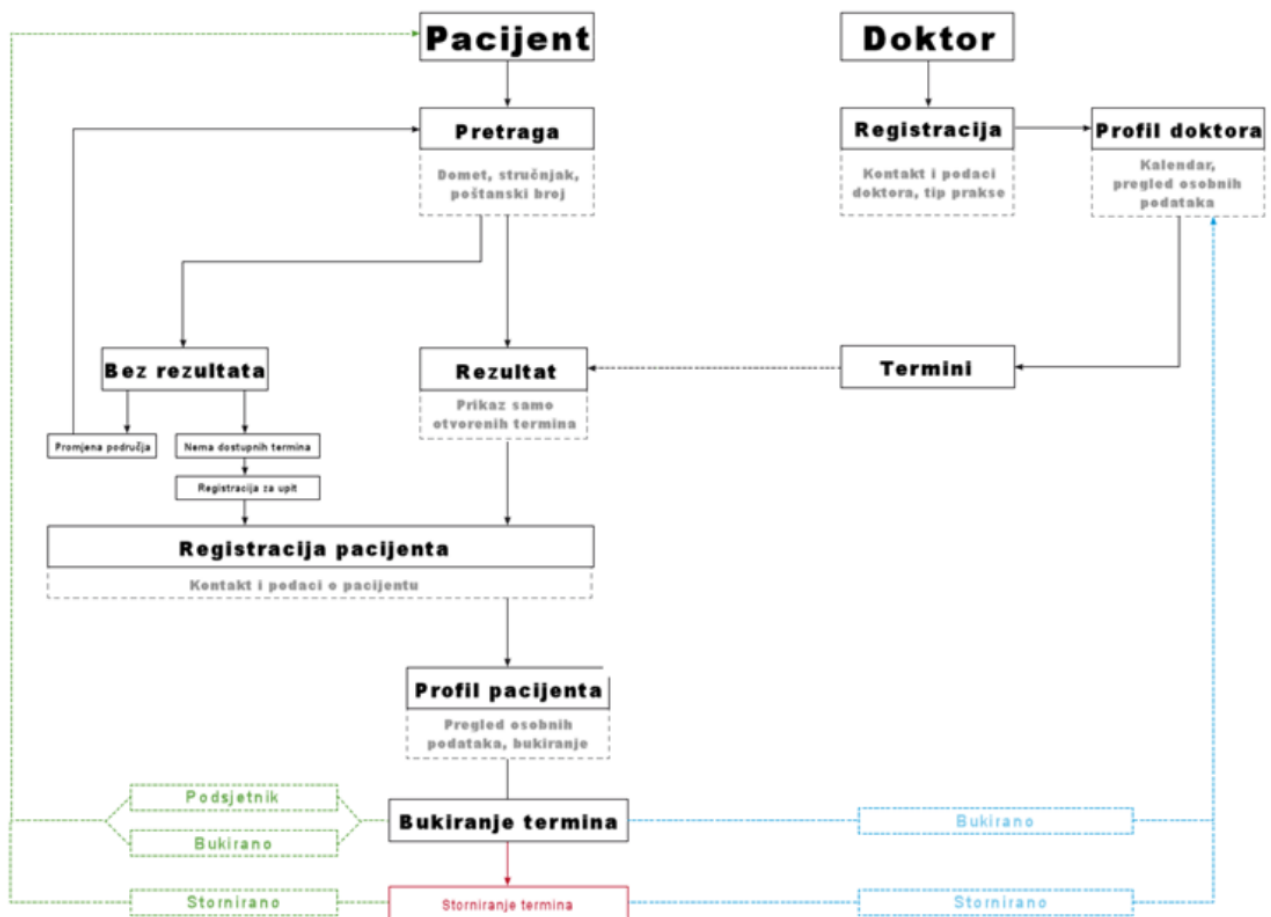 Pacijent
Doktor
Pretraga
Registracija
Profil doktora
Domet, stručnjak,
poštanski broj
Kontakt i podaci
doktora, tip prakse
Kalendar,
pregled osobnih
podataka
Bez rezultata
Rezultat
Termini
Prikaz samo
otvorenih termina
Promjena područja
Nema dostupnih termina
Registracija za upit
Registracija pacijenta
Kontakt i podaci o pacijentu
Profil pacijenta
Pregled osobnih
podataka, bukiranje
Podsjetnik
Bukirano
Bukiranje termina
Bukirano
Stornirano
Storniranje termina
Stornirano